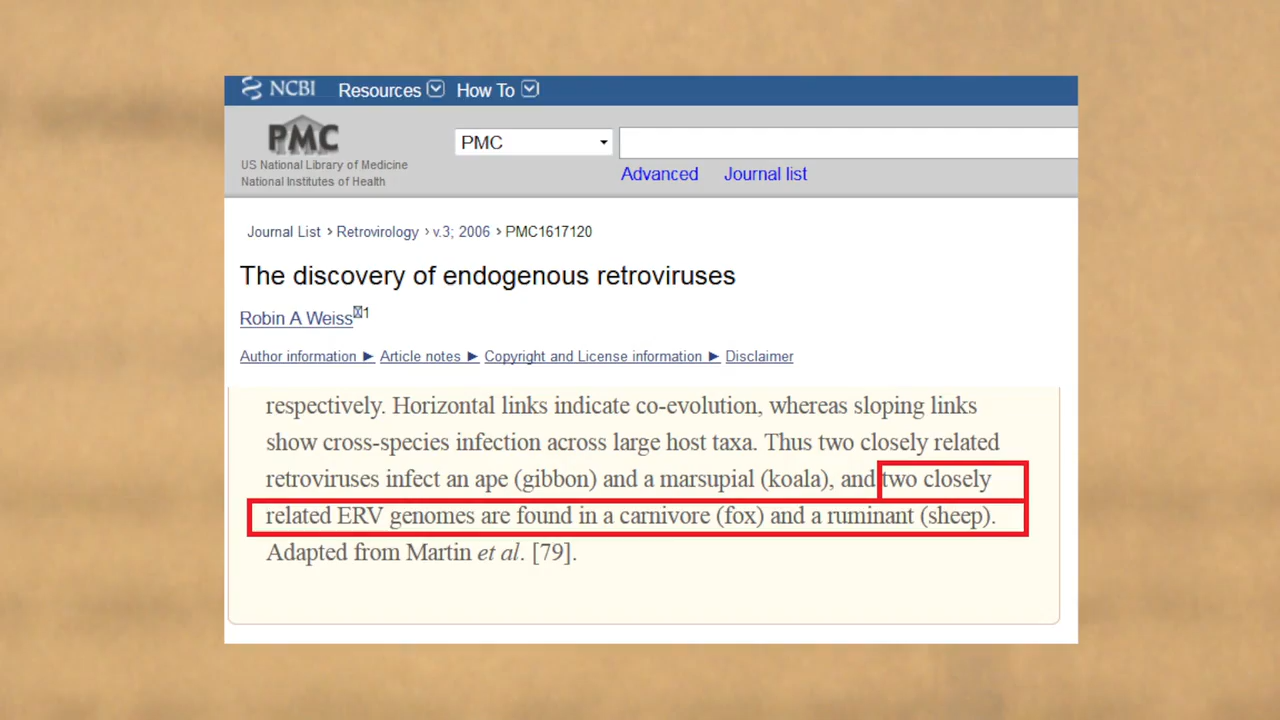 NCBI Resources How To
PMC
US National Library of Medicine
National Institutes of Health
PMC
Advanced Journal list
Journal List › Retrovirology › v.3; 2006 › PMC1617120
The discovery of endogenous retroviruses
Robin A Weiss 1
Author information ► Article notes ► Copyright and License information ► Disclaimer
respectively. Horizontal links indicate co-evolution, whereas sloping links
show cross-species infection across large host taxa. Thus two closely related
retroviruses infect an ape (gibbon) and a marsupial (koala), and two closely
related ERV genomes are found in a carnivore (fox) and a ruminant (sheep).
Adapted from Martin et al. [79].